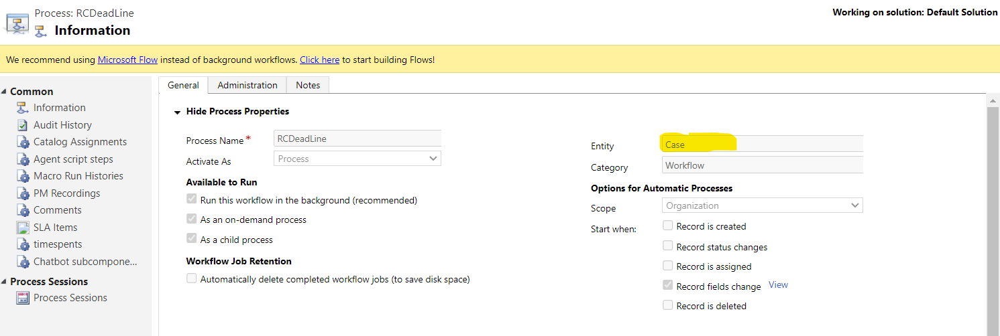 Process: RCDeadLine
Information
Working on solution: Default Solution
We recommend using Microsoft Flow instead of background workflows. Click here to start building Flows!
Common
Information
Audit History
Catalog Assignments
Agent script steps
Macro Run Histories
PM Recordings
Comments
SLA Items
timespents
Chatbot subcompone...
Process Sessions
Process Sessions
General Administration Notes
Hide Process Properties
Process Name* RCDeadLine
Activate As Process
Available to Run
Run this workflow in the background (recommended)
As an on-demand process
As a child process
Workflow Job Retention
Automatically delete completed workflow jobs (to save disk space)
Entity Case
Category Workflow
Options for Automatic Processes
Scope Organization
Start when: Record is created
Record status changes
Record is assigned
Record fields change View
Record is deleted